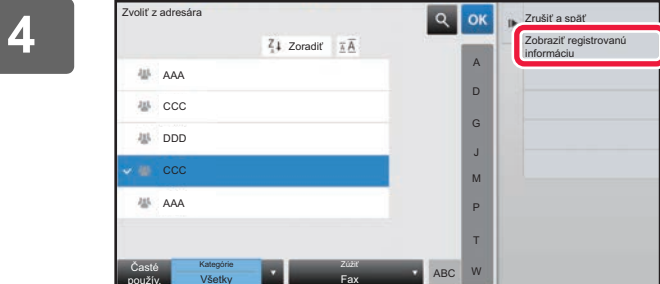 4
Zvoliť z adresára
OK
Zrušiť a späť
Zobraziť registrovanú
informáciu
Z↓ Zoradiť
A A
AAA
CCC
DDD
CCC
AAA
A
D
G
J
M
P
T
W
Časté
použív.
Kategórie
Všetky
Zúžiť
Fax
ABC